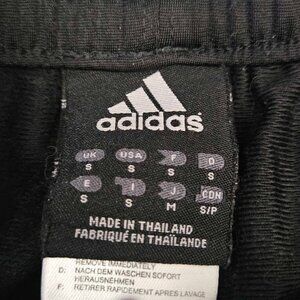 adidas
UK USA F D
S S S S
E I J CDN
S S M S/P
MADE IN THAILAND
FABRIQUÉ EN THAÏLANDE
REMOVE IMMEDIATELY
D: NACH DEM WASCHEN SOFORT
HERAUSNEHMEN
F: RETIRER RAPIDEMENT APRES LAVAGE